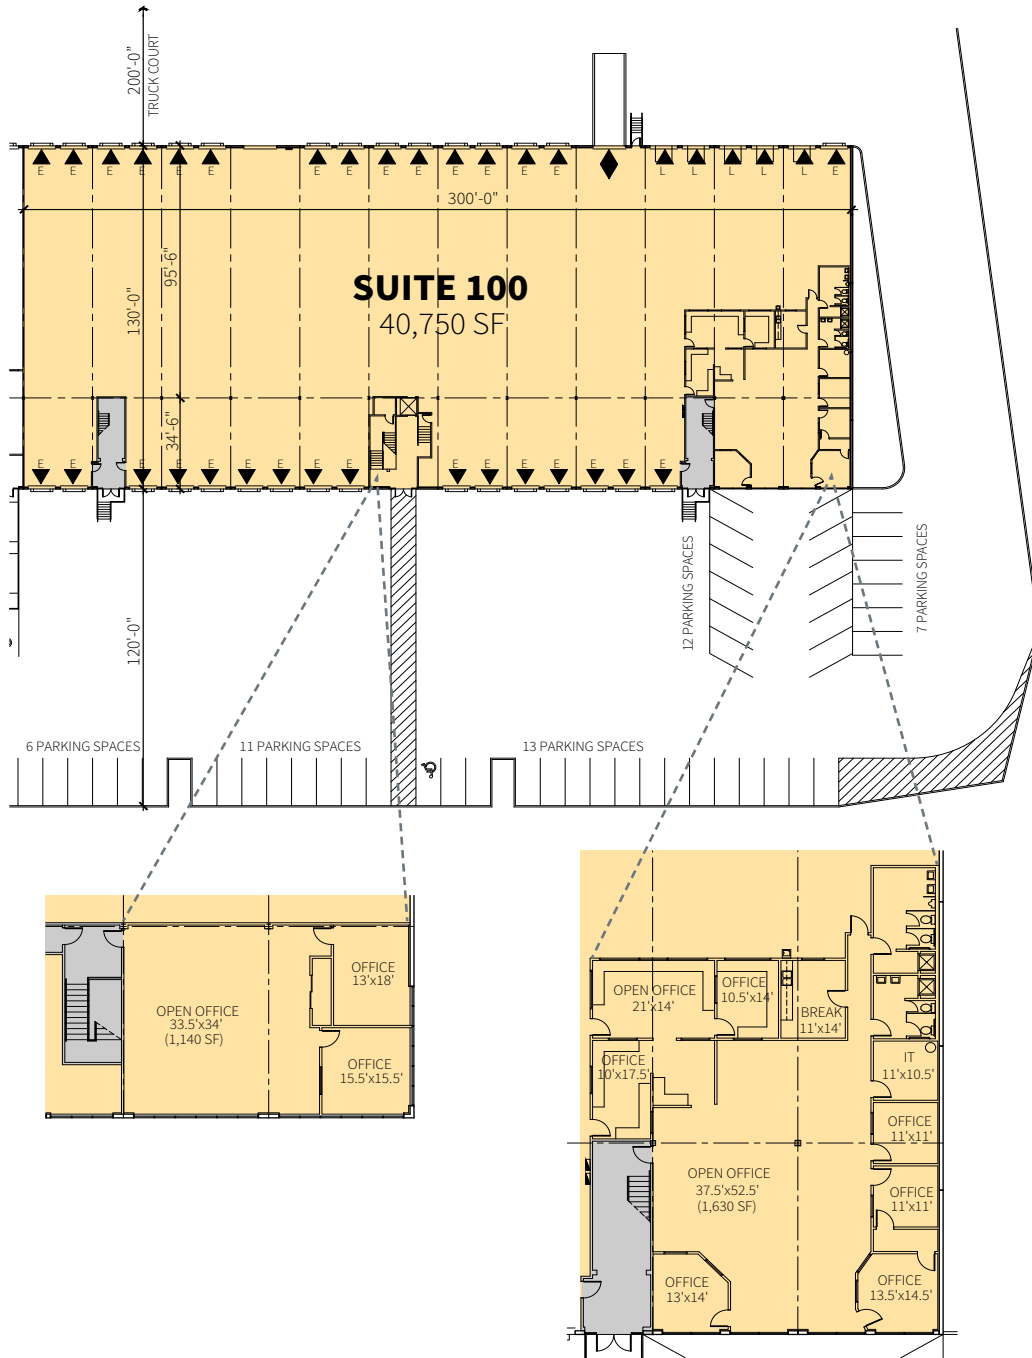 200'-0"
TRUCK COURT
E E E E E E E E E E E E E E L L L L L E
300'-0"
95'-6"
130'-0"
SUITE 100
40,750 SF
34'-6"
E E E E E E E E E E E E E E E E
120'-0"
12 PARKING SPACES
7 PARKING SPACES
6 PARKING SPACES
11 PARKING SPACES
13 PARKING SPACES
OFFICE
13'x18'
OPEN OFFICE
33.5'x34'
(1,140 SF)
OFFICE
15.5'x15.5'
OPEN OFFICE
21'x14'
OFFICE
10.5'x14'
BREAK
11'x14'
OFFICE
10'x17.5'
IT
11'x10.5'
OFFICE
11'x11'
OPEN OFFICE
37.5'x52.5'
(1,630 SF)
OFFICE
11'x11'
OFFICE
13'x14'
OFFICE
13.5'x14.5'